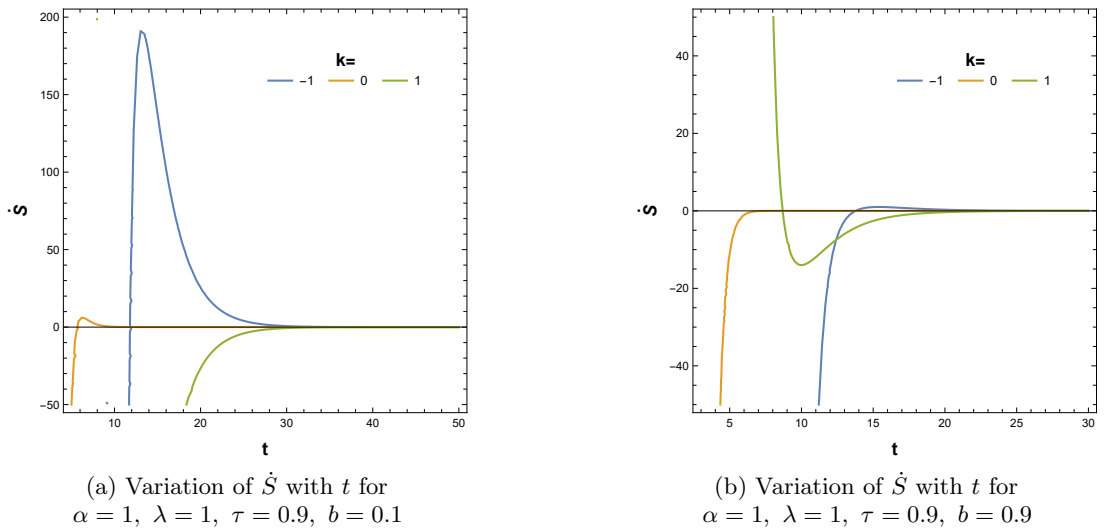 200
150
100
50
0
-50
10
20
30
40
50
Ṡ
t
k=
-1
0
1
40
20
0
-20
-40
5
10
15
20
25
30
Ṡ
t
k=
-1
0
1
(a) Variation of Ṡ with t for
α = 1, λ = 1, τ = 0.9, b = 0.1
(b) Variation of Ṡ with t for
α = 1, λ = 1, τ = 0.9, b = 0.9